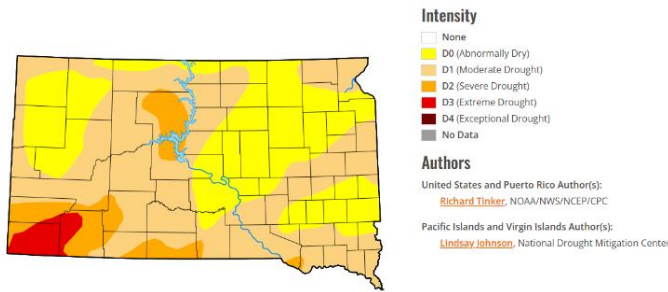 Intensity
None
D0 (Abnormally Dry)
D1 (Moderate Drought)
D2 (Severe Drought)
D3 (Extreme Drought)
D4 (Exceptional Drought)
No Data
Authors
United States and Puerto Rico Author(s):
Richard Tinker, NOAA/NWS/NCEP/CPC
Pacific Islands and Virgin Islands Author(s):
Lindsay Johnson, National Drought Mitigation Center